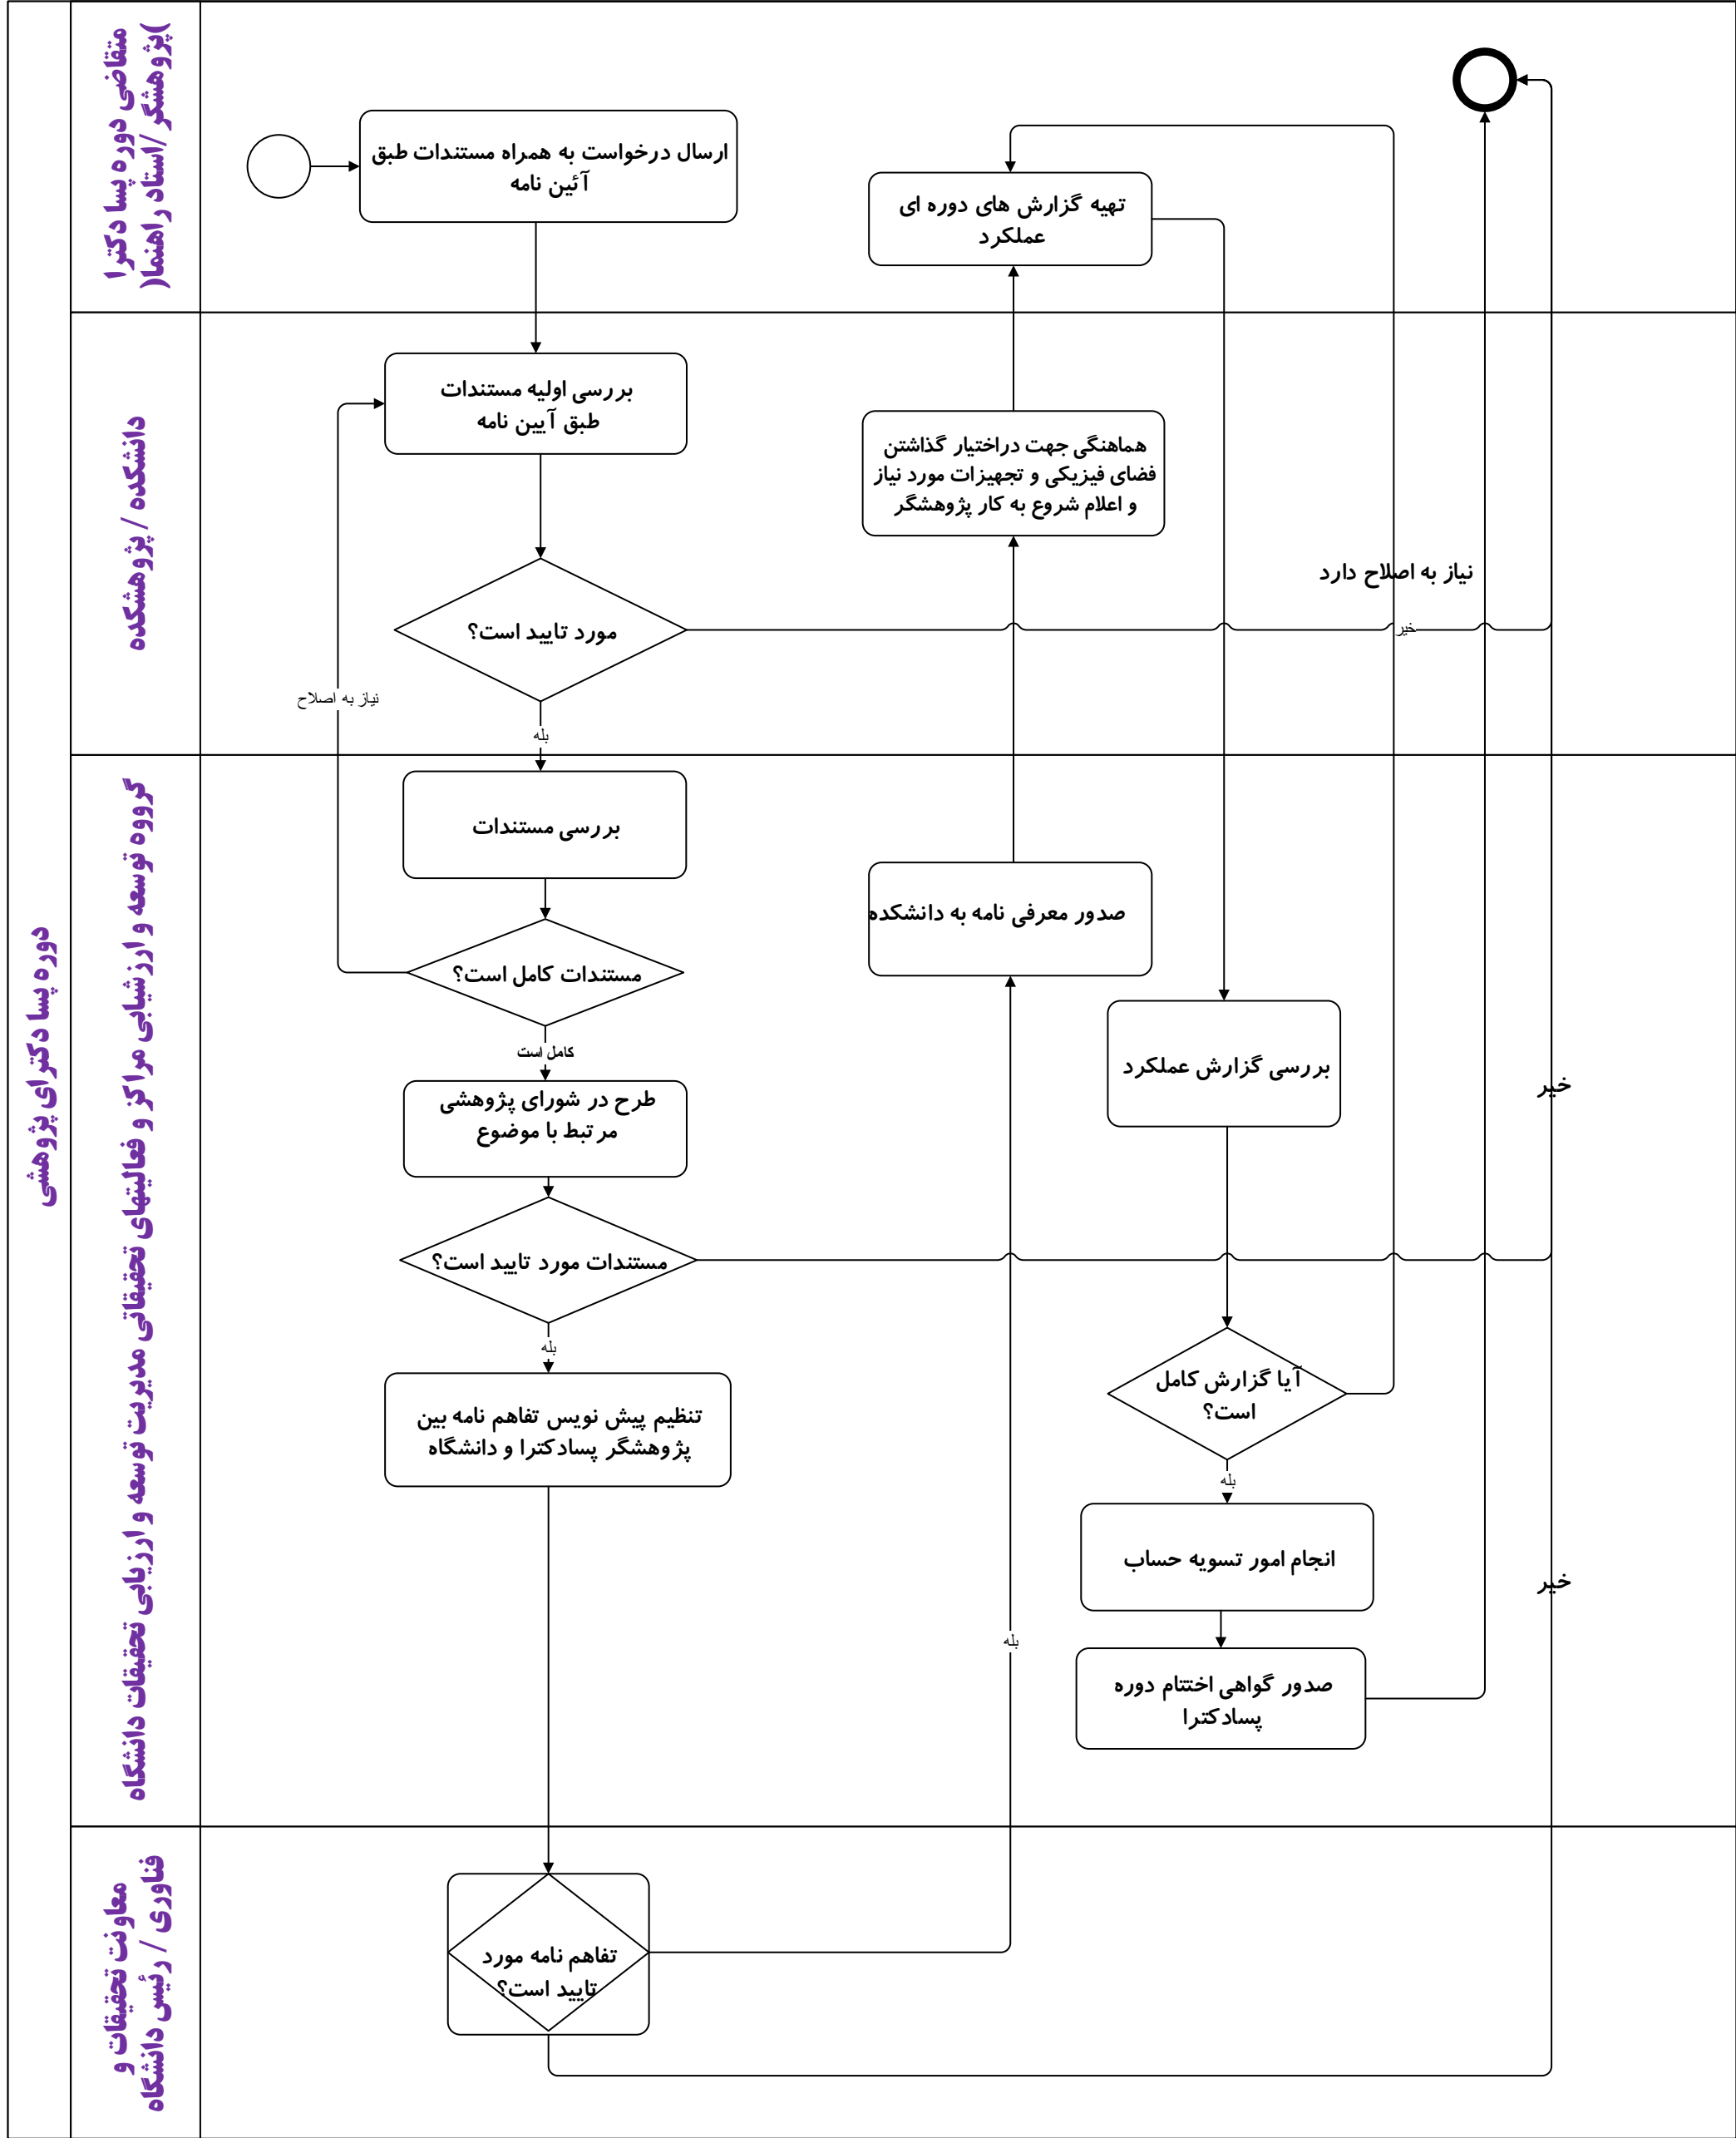 دوره پسا دکترای پژوهشی
متقاضی دوره پسا دکترا
)پژوهشگر /استاد راهنما(
ارسال درخواست به همراه مستندات طبق
آئین نامه
تهیه گزارش های دوره ای
عملکرد
دانشکده / پژوهشکده
بررسی اولیه مستندات
طبق آیین نامه
هماهنگی جهت دراختیار گذاشتن
فضای فیزیکی و تجهیزات مورد نیاز
و اعلام شروع به کار پژوهشگر
نیاز به اصلاح دارد
مورد تایید است؟
خیر
نیاز به اصلاح
بله
گرووه توسعه و ارزشیابی مراکز و فعالیتهای تحقیقاتی مدیریت توسعه و ارزیابی تحقیقات دانشگاه
بررسی مستندات
صدور معرفی نامه به دانشکده
مستندات کامل است؟
کامل است
بررسی گزارش عملکرد
خیر
طرح در شورای پژوهشی
مرتبط با موضوع
مستندات مورد تایید است؟
بله
آیا گزارش کامل
است؟
تنظیم پیش نویس تفاهم نامه بین
پژوهشگر پسادکترا و دانشگاه
بله
انجام امور تسویه حساب
خیر
بله
صدور گواهی اختتام دوره
پسادکترا
معاونت تحقیقات و
فناوری / رئیس دانشگاه
تفاهم نامه مورد
تایید است؟